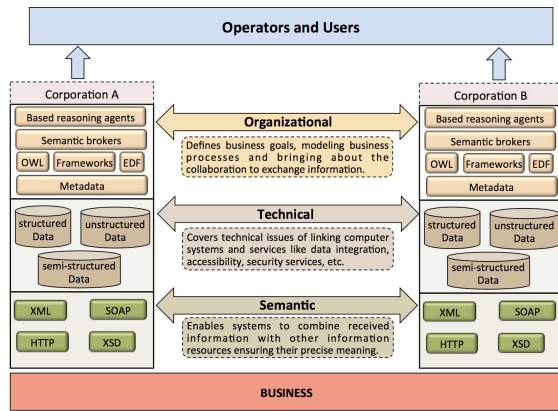 Operators and Users
Corporation A
Based reasoning agents
Semantic brokers
OWL
Frameworks
EDF
Metadata
structured
Data
unstructured
Data
semi-structured
Data
XML
SOAP
HTTP
XSD
Organizational
Defines business goals, modeling business
processes and bringing about the
collaboration to exchange information.
Technical
Covers technical issues of linking computer
systems and services like data integration,
accessibility, security services, etc.
Semantic
Enables systems to combine received
information with other information
resources ensuring their precise meaning.
Corporation B
Based reasoning agents
Semantic brokers
OWL
Frameworks
EDF
Metadata
structured
Data
unstructured
Data
semi-structured
Data
XML
SOAP
HTTP
XSD
BUSINESS